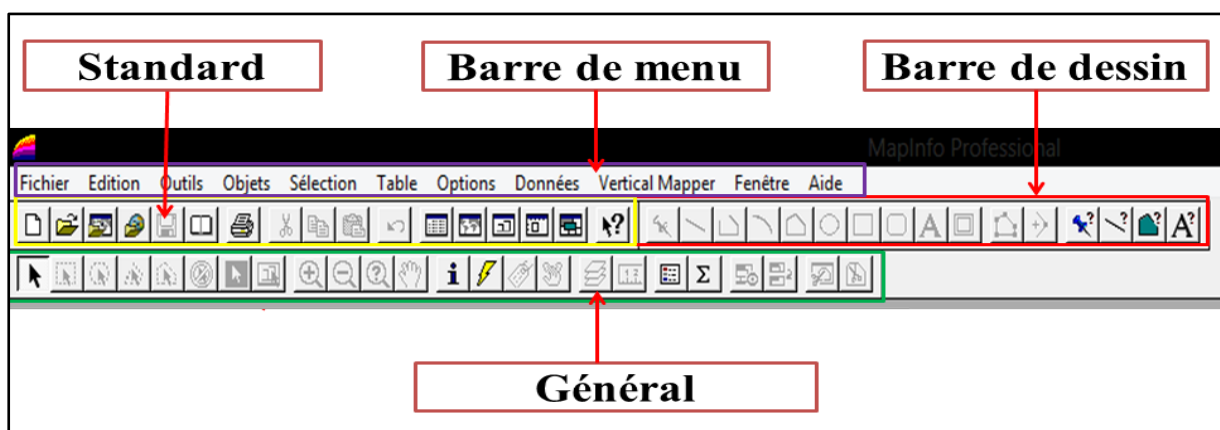 Standard
Barre de menu
Barre de dessin
MapInfo Professional
Fichier Edition Outils Objets Sélection Table Options Données Vertical Mapper Fenêtre Aide
Général